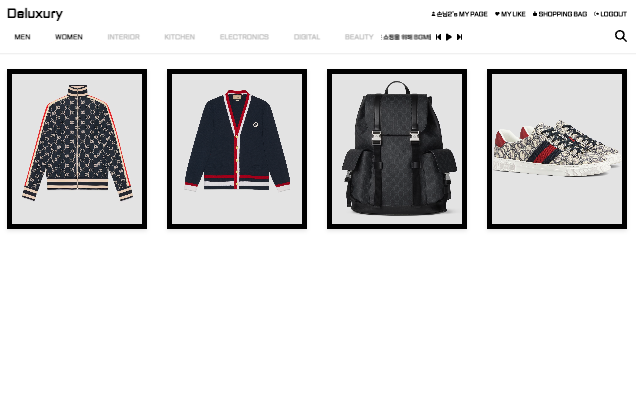 Deluxury
손님2's MY PAGE MY LIKE SHOPPING BAG LOGOUT
MEN WOMEN INTERIOR KITCHEN ELECTRONICS DIGITAL BEAUTY 쇼핑을 위해 BGM